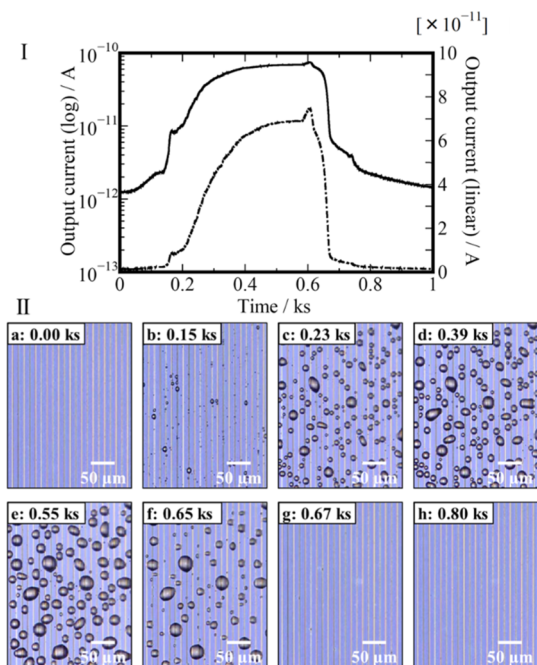 [ × 10⁻¹¹]
I
Output current (log) / A
10⁻¹⁰
10⁻¹¹
10⁻¹²
10⁻¹³
10
8
6
4
2
0
Output current (linear) / A
0 0.2 0.4 0.6 0.8 1
Time / ks
II
a: 0.00 ks
50 µm
b: 0.15 ks
50 µm
c: 0.23 ks
50 µm
d: 0.39 ks
50 µm
e: 0.55 ks
50 µm
f: 0.65 ks
50 µm
g: 0.67 ks
50 µm
h: 0.80 ks
50 µm